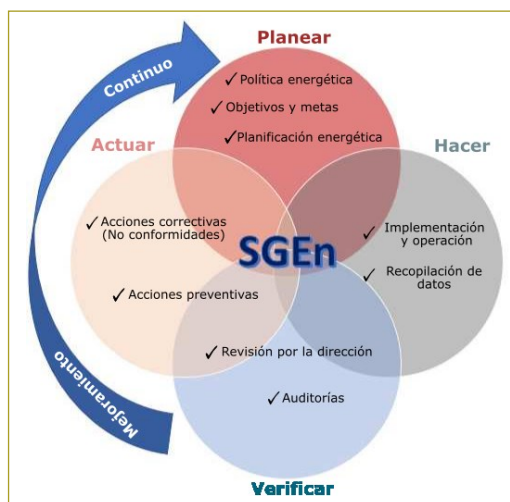 Planear
Continuo
✓ Política energética
✓ Objetivos y metas
✓ Planificación energética
Actuar
Hacer
✓ Acciones correctivas
(No conformidades)
SGEn
✓ Implementación
y operación
✓ Recopilación de
datos
✓ Acciones preventivas
✓ Revisión por la dirección
✓ Auditorías
Mejoramiento
Verificar